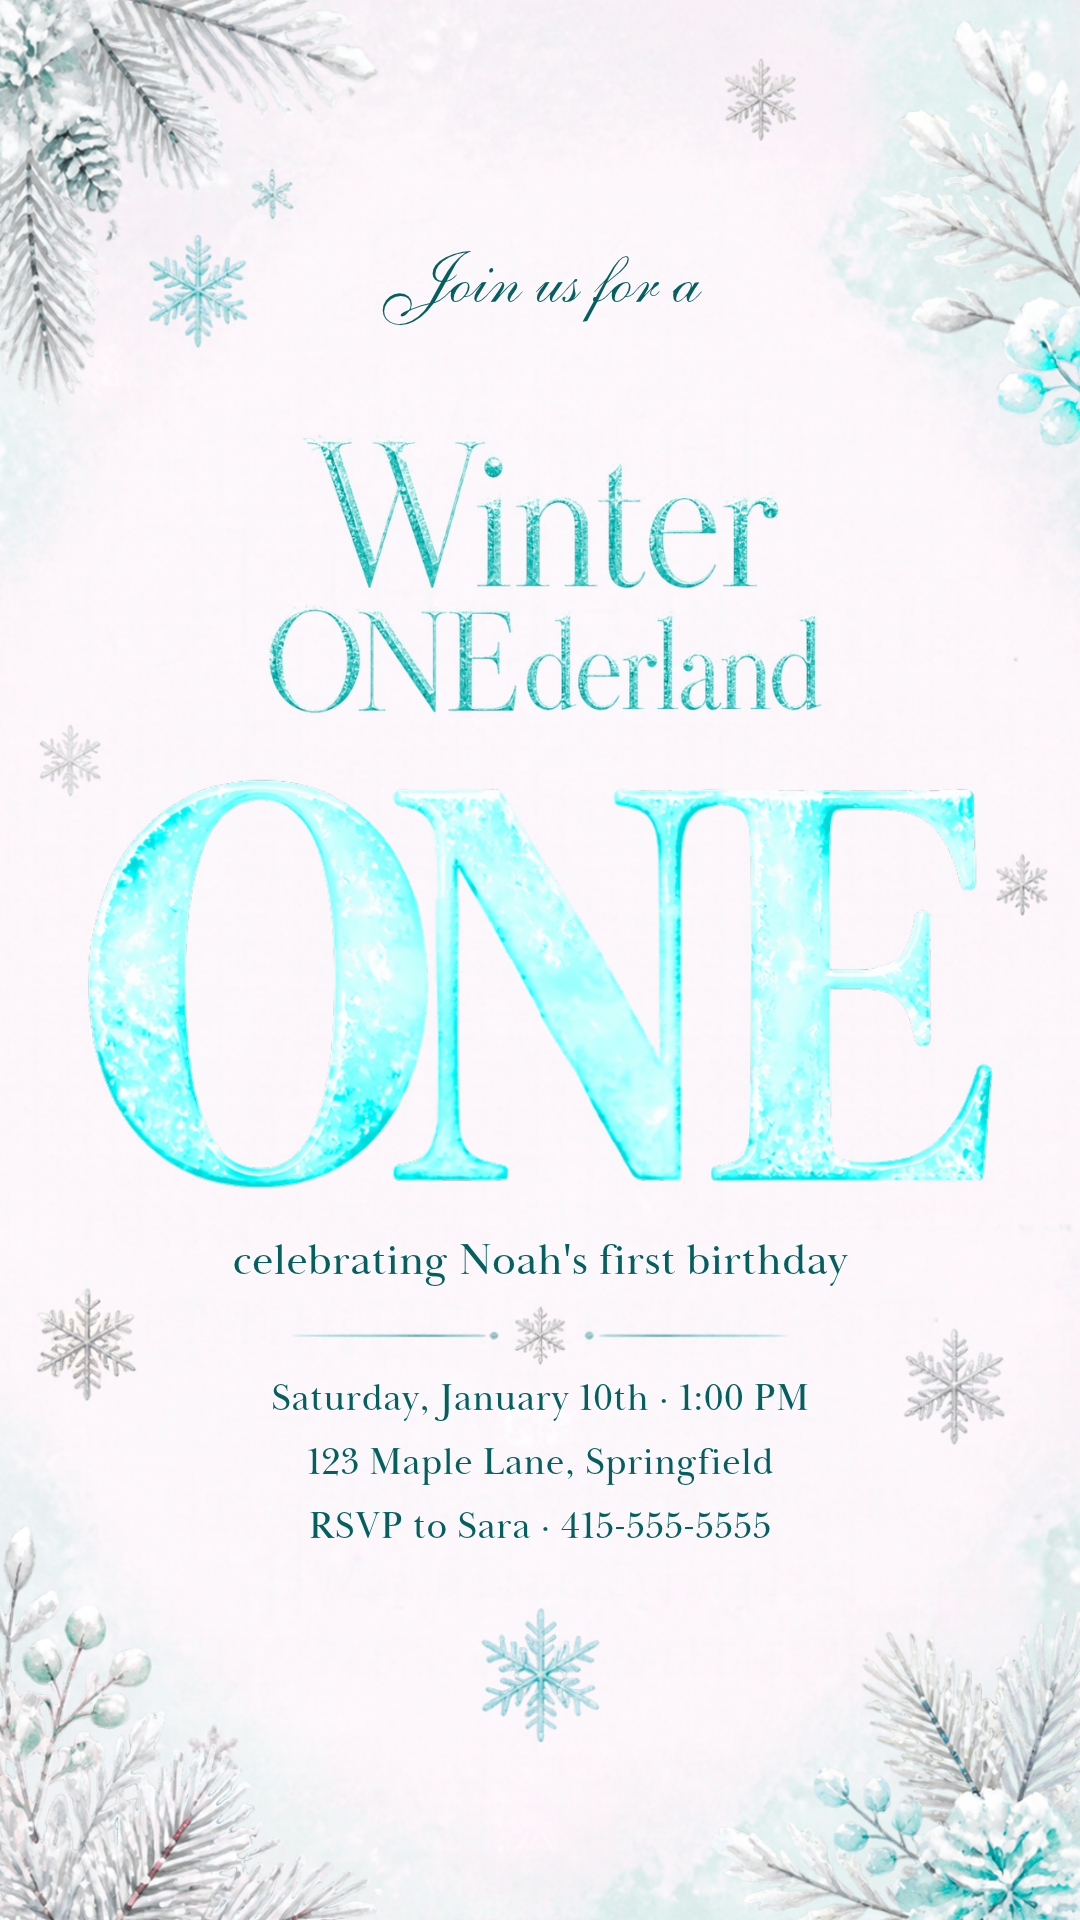 Join us for a
Winter
ONEderland
ONE
celebrating Noah's first birthday
Saturday, January 10th · 1:00 PM
123 Maple Lane, Springfield
RSVP to Sara · 415-555-5555